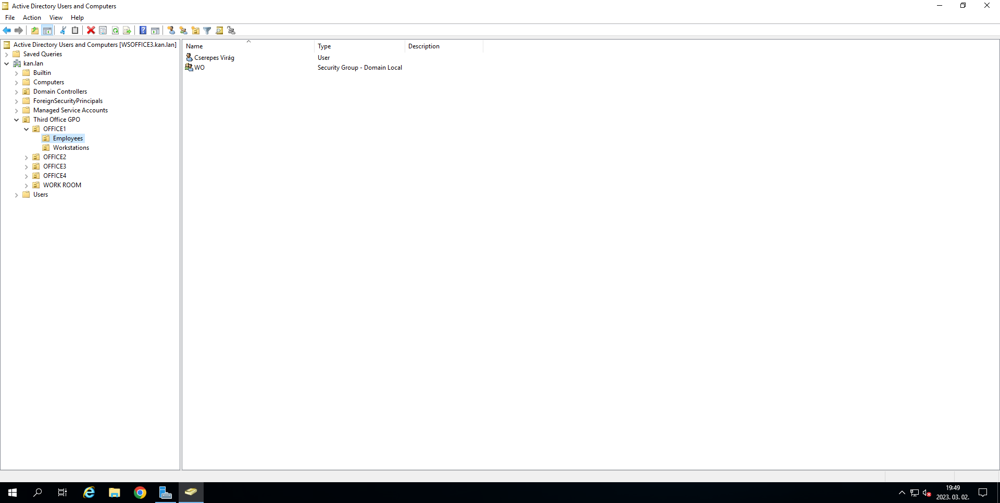 Active Directory Users and Computers
File Action View Help
Active Directory Users and Computers [WSOFFICE3.kan.lan]
Saved Queries
kan.lan
Builtin
Computers
Domain Controllers
ForeignSecurityPrincipals
Managed Service Accounts
Third Office GPO
OFFICE1
Employees
Workstations
OFFICE2
OFFICE3
OFFICE4
WORK ROOM
Users
Name Type Description
Cserepes Virág User
WO Security Group - Domain Local
19:49
2023. 03. 02.